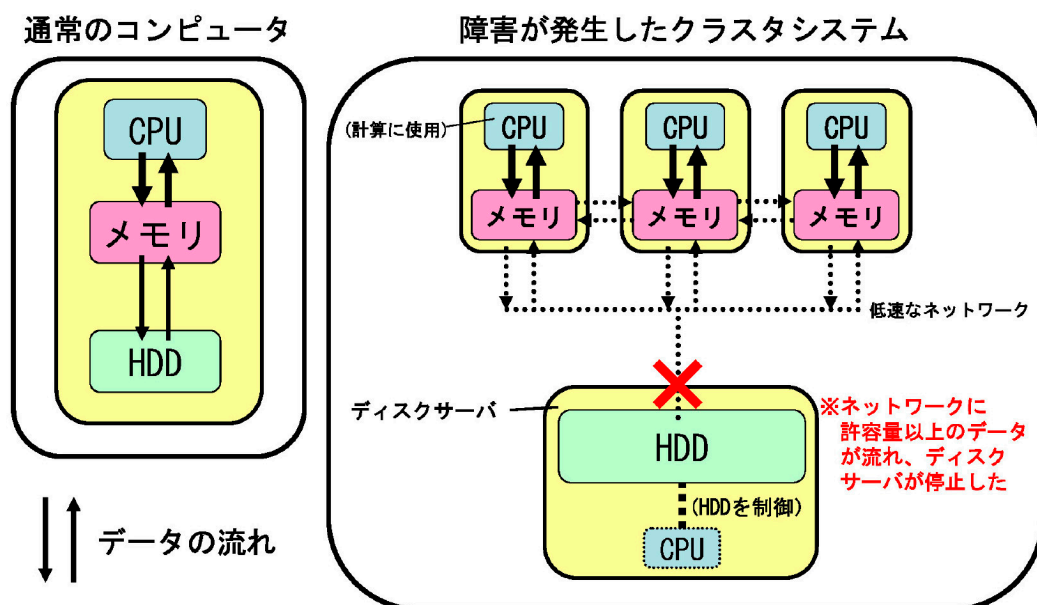 通常のコンピュータ
CPU
メモリ
HDD
データの流れ
障害が発生したクラスタシステム
(計算に使用)
CPU
CPU
CPU
メモリ
メモリ
メモリ
低速なネットワーク
ディスクサーバ
HDD
(HDDを制御)
CPU
※ネットワークに
許容量以上のデータ
が流れ、ディスク
サーバが停止した